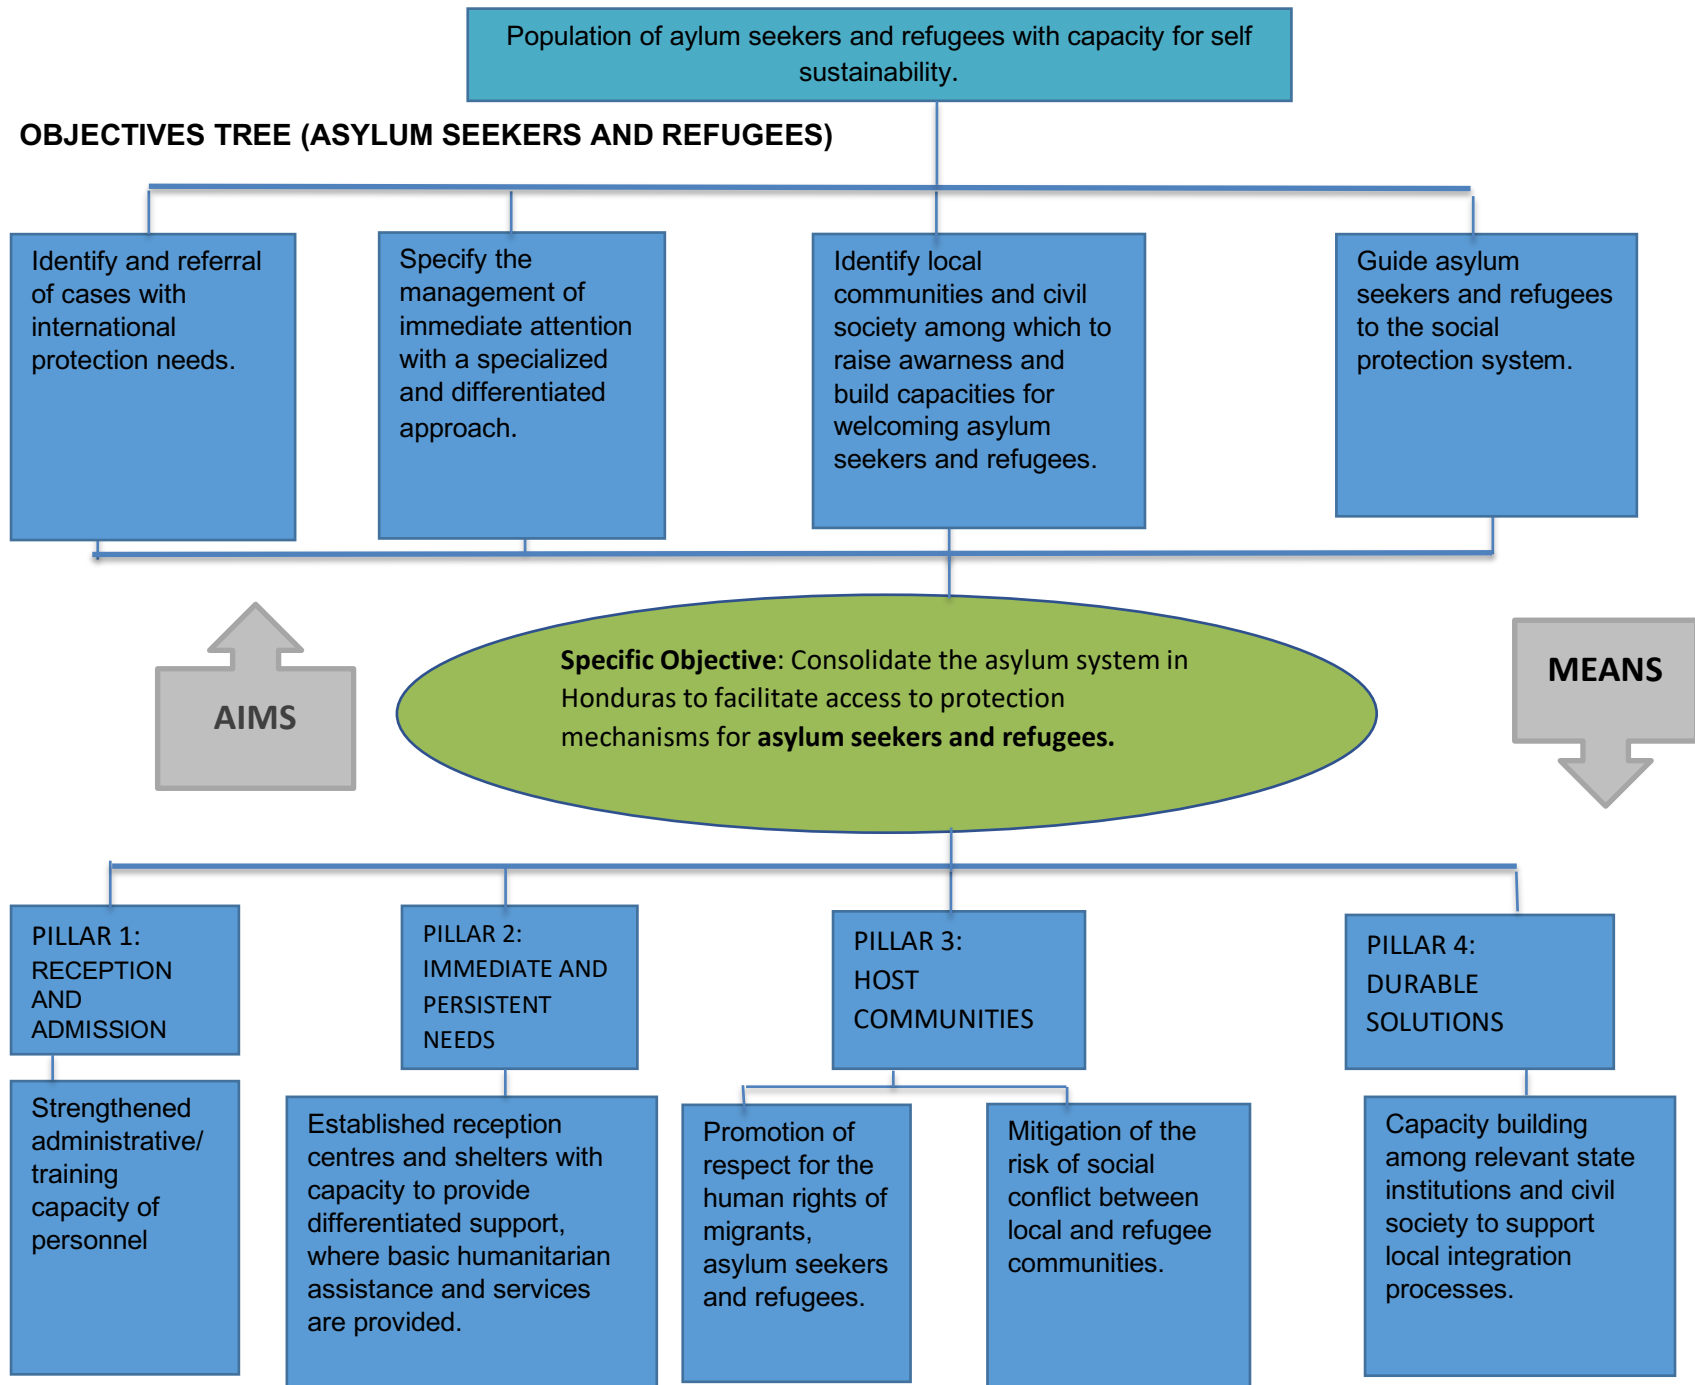 Population of aylum seekers and refugees with capacity for self
sustainability.
OBJECTIVES TREE (ASYLUM SEEKERS AND REFUGEES)
Identify and referral
of cases with
international
protection needs.
Specify the
management of
immediate attention
with a specialized
and differentiated
approach.
Identify local
communities and civil
society among which to
raise awarness and
build capacities for
welcoming asylum
seekers and refugees.
Guide asylum
seekers and refugees
to the social
protection system.
AIMS
Specific Objective: Consolidate the asylum system in
Honduras to facilitate access to protection
mechanisms for asylum seekers and refugees.
MEANS
PILLAR 1:
RECEPTION
AND
ADMISSION
PILLAR 2:
IMMEDIATE AND
PERSISTENT
NEEDS
PILLAR 3:
HOST
COMMUNITIES
PILLAR 4:
DURABLE
SOLUTIONS
Strengthened
administrative/
training
capacity of
personnel
Established reception
centres and shelters with
capacity to provide
differentiated support,
where basic humanitarian
assistance and services
are provided.
Promotion of
respect for the
human rights of
migrants,
asylum seekers
and refugees.
Mitigation of the
risk of social
conflict between
local and refugee
communities.
Capacity building
among relevant state
institutions and civil
society to support
local integration
processes.